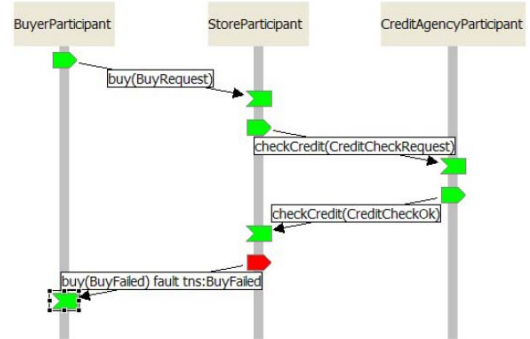 BuyerParticipant
StoreParticipant
CreditAgencyParticipant
buy(BuyRequest)
checkCredit(CreditCheckRequest)
checkCredit(CreditCheckOk)
buy(BuyFailed) fault tns:BuyFailed